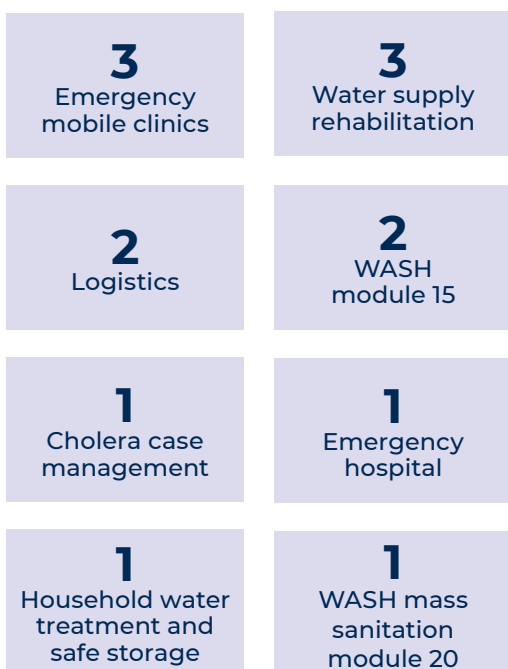 3
Emergency
mobile clinics
3
Water supply
rehabilitation
2
Logistics
2
WASH
module 15
1
Cholera case
management
1
Emergency
hospital
1
Household water
treatment and
safe storage
1
WASH mass
sanitation
module 20